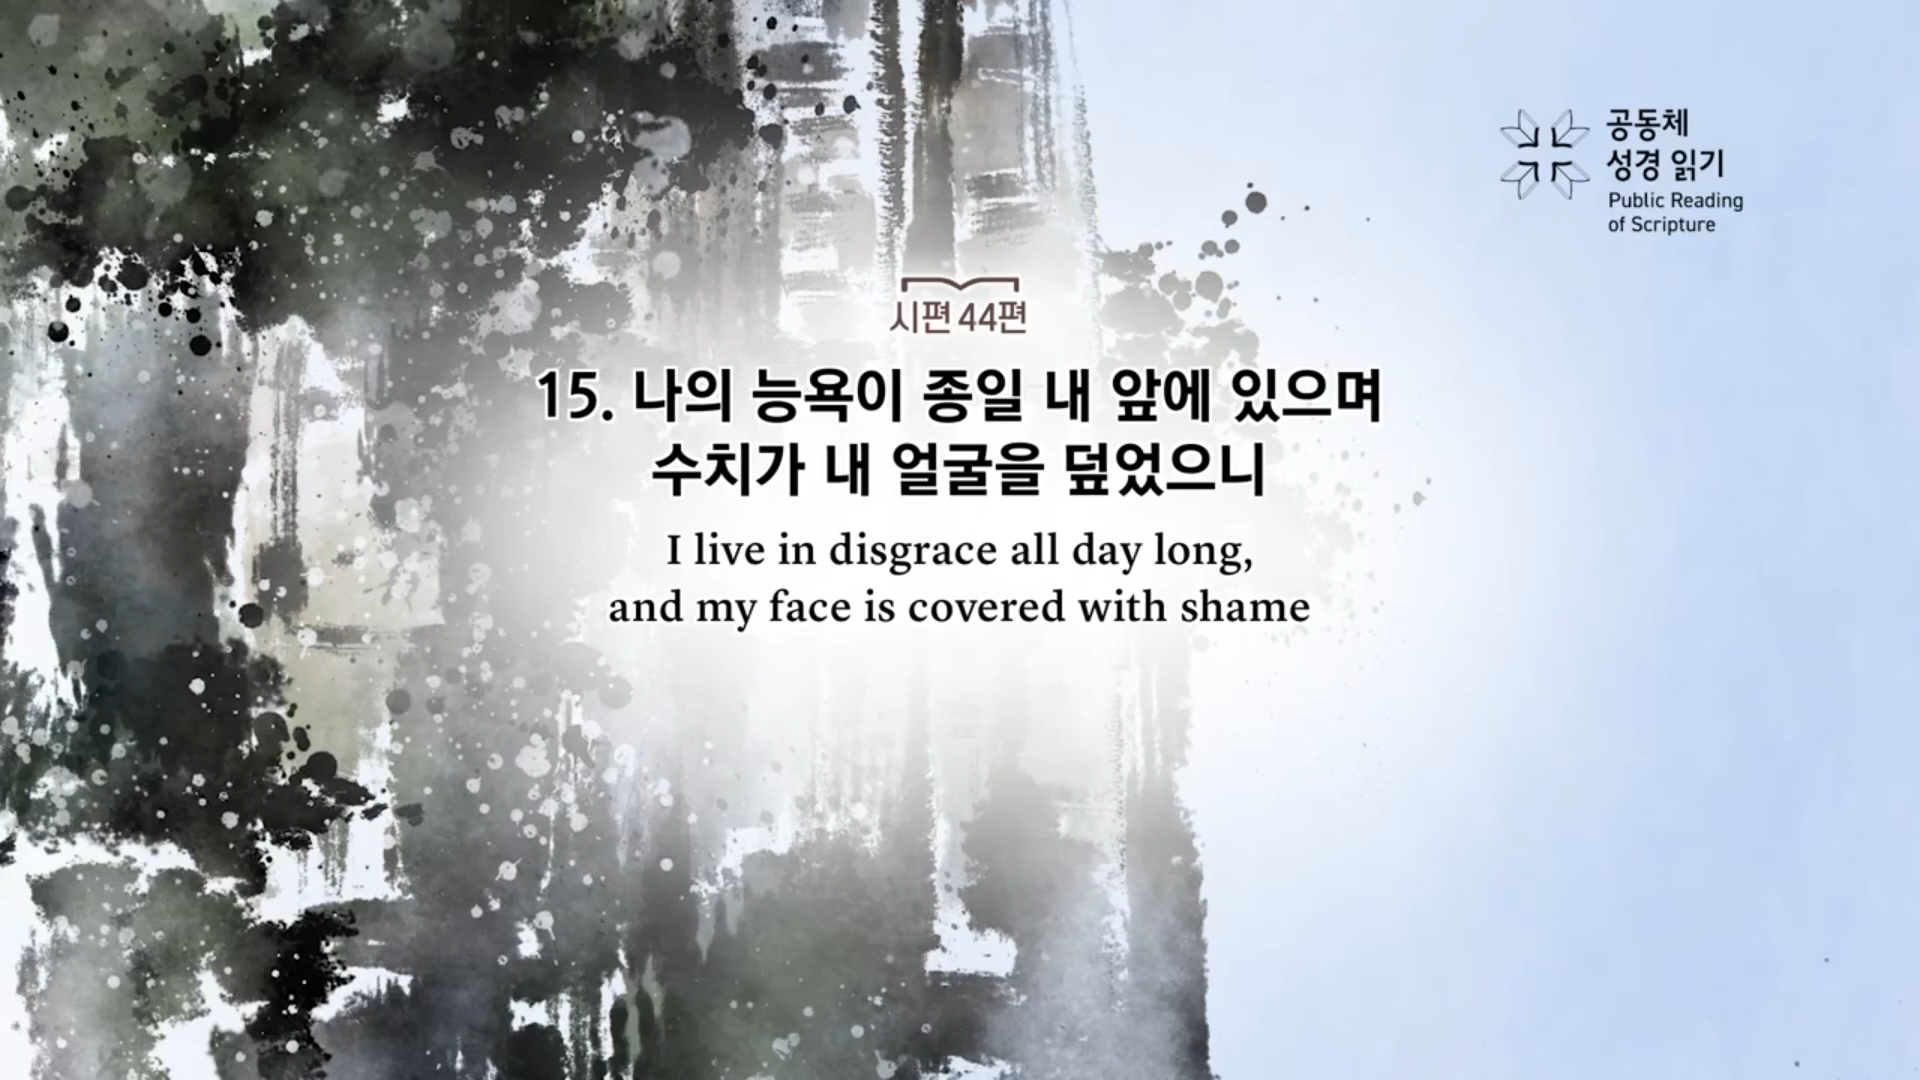 공동체
성경 읽기
Public Reading
of Scripture
시편 44편
15. 나의 능욕이 종일 내 앞에 있으며
수치가 내 얼굴을 덮었으니
I live in disgrace all day long,
and my face is covered with shame